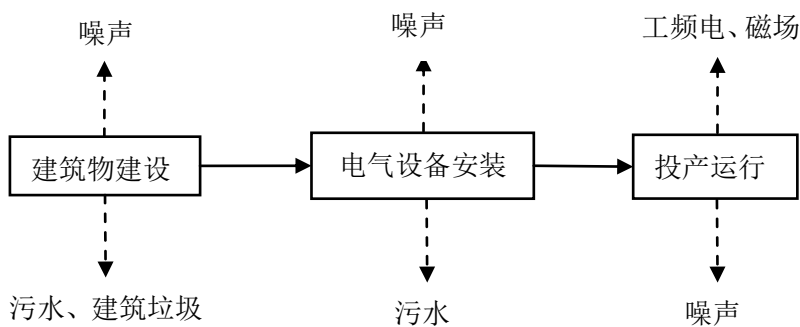 噪声
噪声
工频电、磁场
建筑物建设
电气设备安装
投产运行
污水、建筑垃圾
污水
噪声